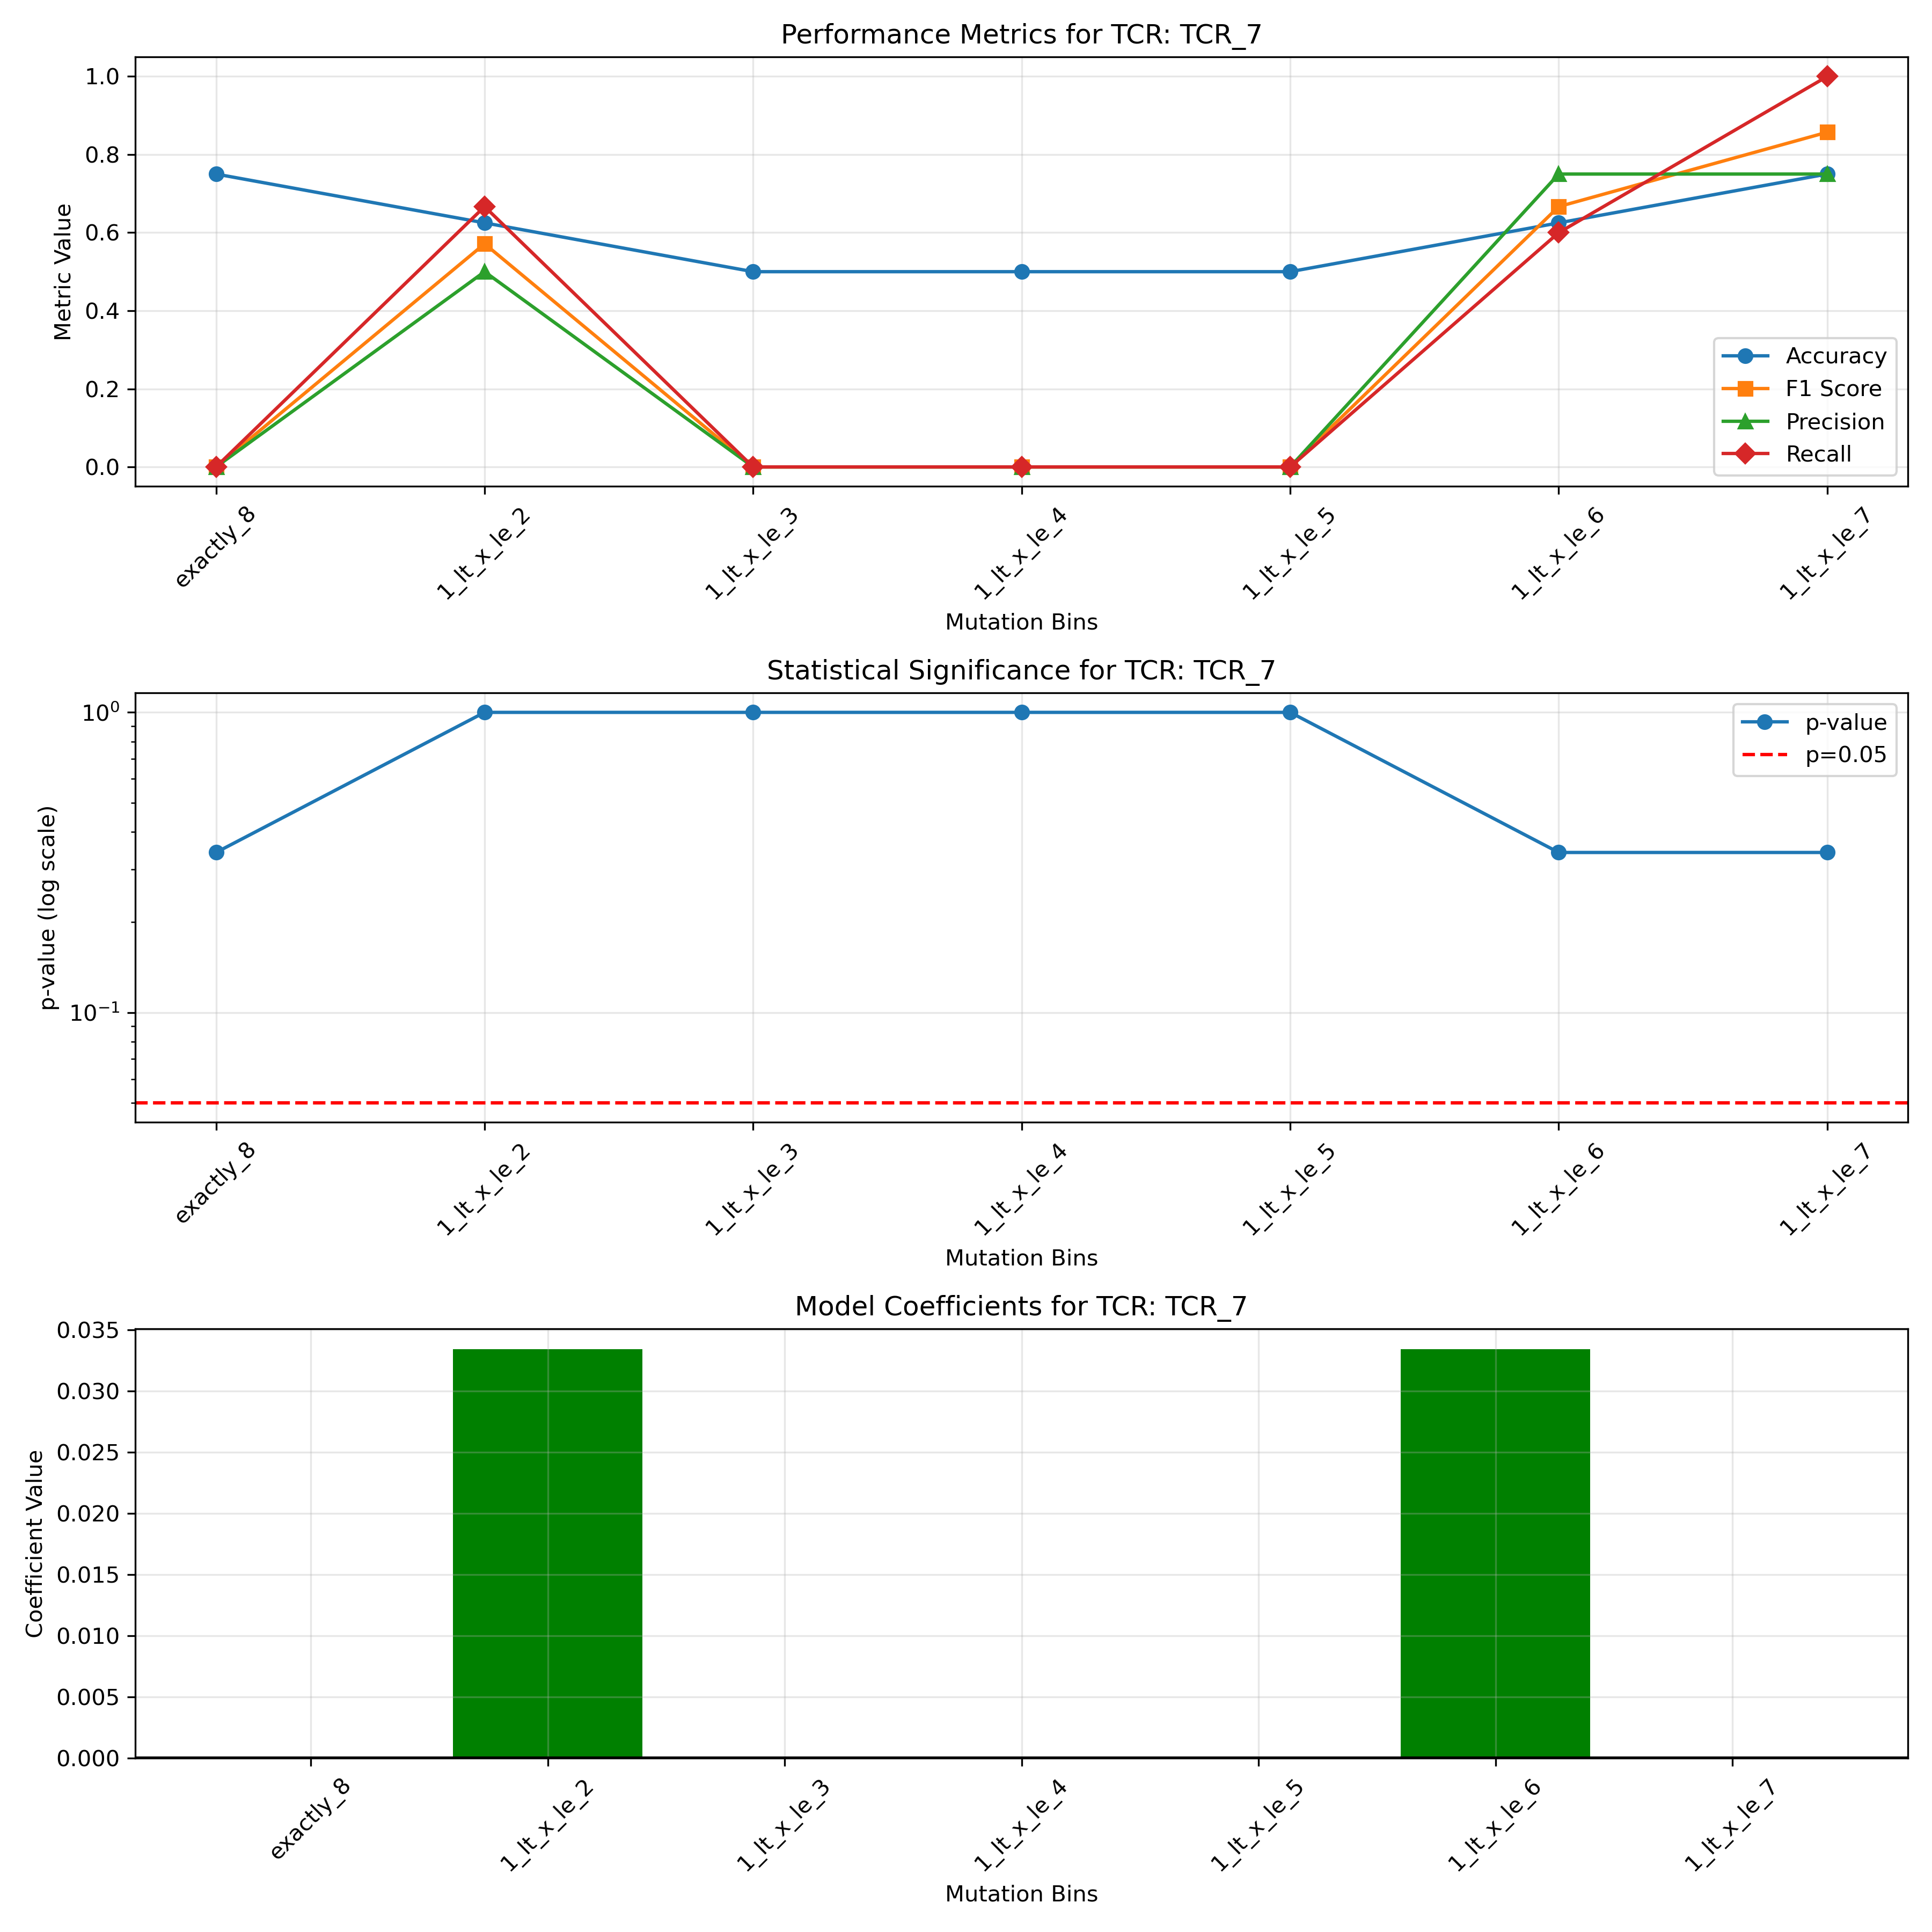 Performance Metrics for TCR: TCR_7
1.0
0.8
0.6
0.4
0.2
0.0
Metric Value
Accuracy
F1 Score
Precision
Recall
exactly_8
1_lt_x_le_2
1_lt_x_le_3
1_lt_x_le_4
1_lt_x_le_5
1_lt_x_le_6
1_lt_x_le_7
Mutation Bins
Statistical Significance for TCR: TCR_7
10⁰
10⁻¹
p-value (log scale)
p-value
p=0.05
exactly_8
1_lt_x_le_2
1_lt_x_le_3
1_lt_x_le_4
1_lt_x_le_5
1_lt_x_le_6
1_lt_x_le_7
Mutation Bins
Model Coefficients for TCR: TCR_7
0.035
0.030
0.025
0.020
0.015
0.010
0.005
0.000
Coefficient Value
exactly_8
1_lt_x_le_2
1_lt_x_le_3
1_lt_x_le_4
1_lt_x_le_5
1_lt_x_le_6
1_lt_x_le_7
Mutation Bins